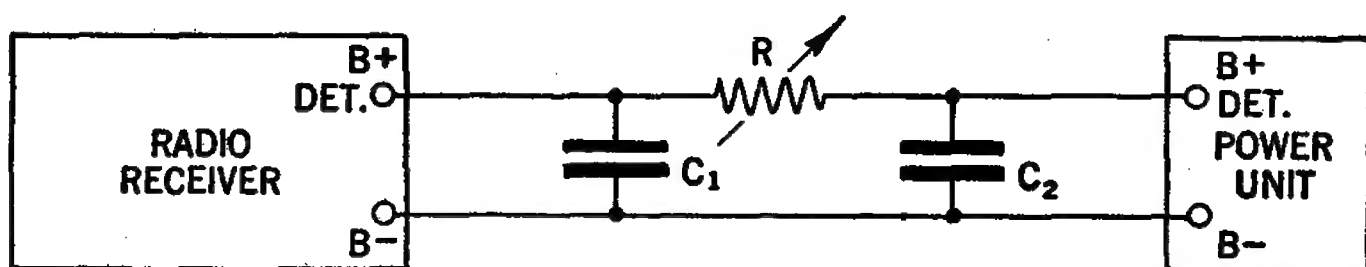 B+
DET.
RADIO
RECEIVER
B−
R
C₁
C₂
B+
DET.
POWER
UNIT
B−